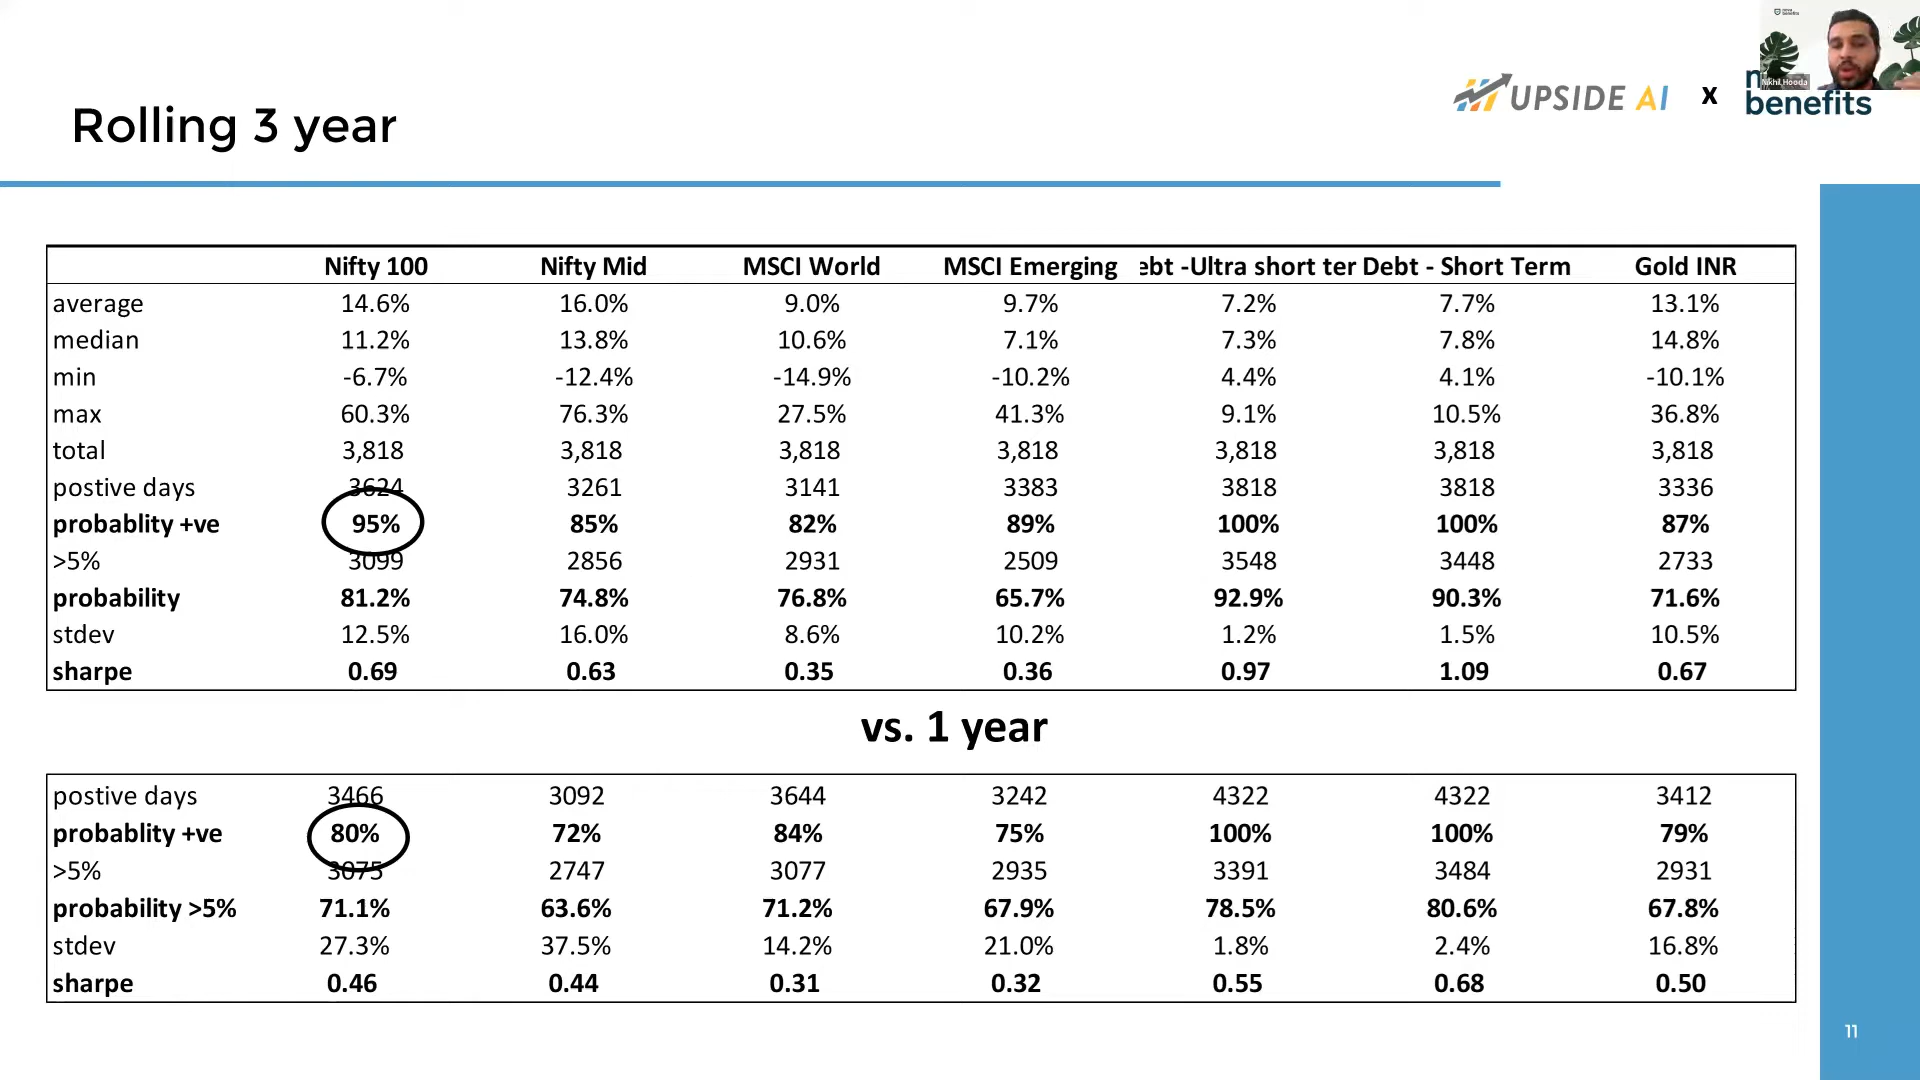 nova benefits
Nikhil Hooda
UPSIDE AI x n benefits
Rolling 3 year
Nifty 100 Nifty Mid MSCI World MSCI Emerging ebt -Ultra short ter Debt - Short Term Gold INR
average 14.6% 16.0% 9.0% 9.7% 7.2% 7.7% 13.1%
median 11.2% 13.8% 10.6% 7.1% 7.3% 7.8% 14.8%
min -6.7% -12.4% -14.9% -10.2% 4.4% 4.1% -10.1%
max 60.3% 76.3% 27.5% 41.3% 9.1% 10.5% 36.8%
total 3,818 3,818 3,818 3,818 3,818 3,818 3,818
postive days 3624 3261 3141 3383 3818 3818 3336
probablity +ve 95% 85% 82% 89% 100% 100% 87%
>5% 3099 2856 2931 2509 3548 3448 2733
probability 81.2% 74.8% 76.8% 65.7% 92.9% 90.3% 71.6%
stdev 12.5% 16.0% 8.6% 10.2% 1.2% 1.5% 10.5%
sharpe 0.69 0.63 0.35 0.36 0.97 1.09 0.67
vs. 1 year
postive days 3466 3092 3644 3242 4322 4322 3412
probablity +ve 80% 72% 84% 75% 100% 100% 79%
>5% 3075 2747 3077 2935 3391 3484 2931
probability >5% 71.1% 63.6% 71.2% 67.9% 78.5% 80.6% 67.8%
stdev 27.3% 37.5% 14.2% 21.0% 1.8% 2.4% 16.8%
sharpe 0.46 0.44 0.31 0.32 0.55 0.68 0.50
11